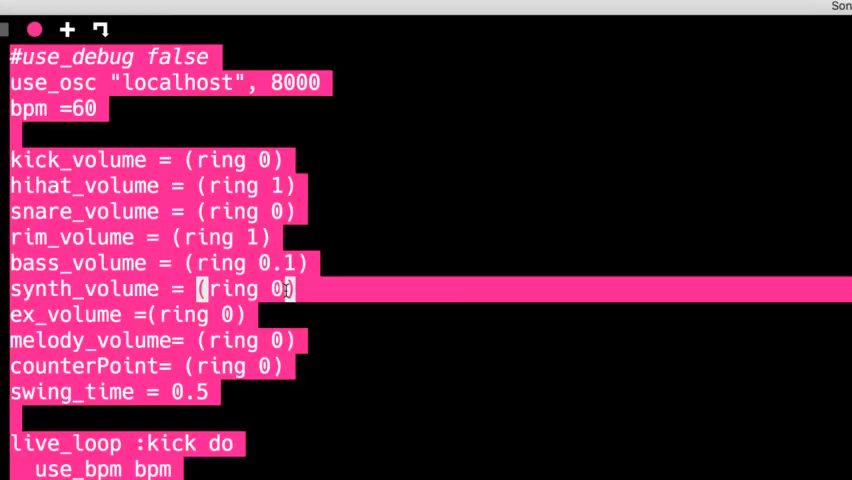 Son
#use_debug false
use_osc "localhost", 8000
bpm =60
kick_volume = (ring 0)
hihat_volume = (ring 1)
snare_volume = (ring 0)
rim_volume = (ring 1)
bass_volume = (ring 0.1)
synth_volume = (ring 0)
ex_volume =(ring 0)
melody_volume= (ring 0)
counterPoint= (ring 0)
swing_time = 0.5
live_loop :kick do
  use_bpm bpm